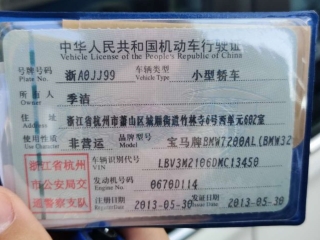 中华人民共和国机动车行驶证
Vehicle License of the People's Republic of China
号牌号码 Plate No. 浙A0JJ99 车辆类型 Vehicle Type 小型轿车
所有人 Owner 季洁
住址 Address 浙江省杭州市萧山区城厢街道竹林寺6号西单元602室
使用性质 Use Character 非营运 品牌型号 Model 宝马牌BMW7200AL(BMW32
浙江省杭州市公安局交通警察支队
车辆识别代号 VIN LBV3M2106DMC13450
发动机号码 Engine No. 0670D114
注册日期 Register Date 2013-05-30 发证日期 Issue Date 2013-05-30